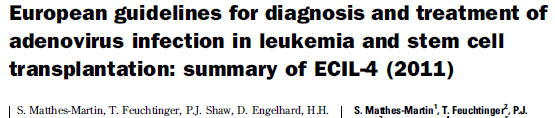 European guidelines for diagnosis and treatment of
adenovirus infection in leukemia and stem cell
transplantation: summary of ECIL-4 (2011)
S. Matthes-Martin, T. Feuchtinger, P.J. Shaw, D. Engelhard, H.H.
S. Matthes-Martin1, T. Feuchtinger2, P.J.